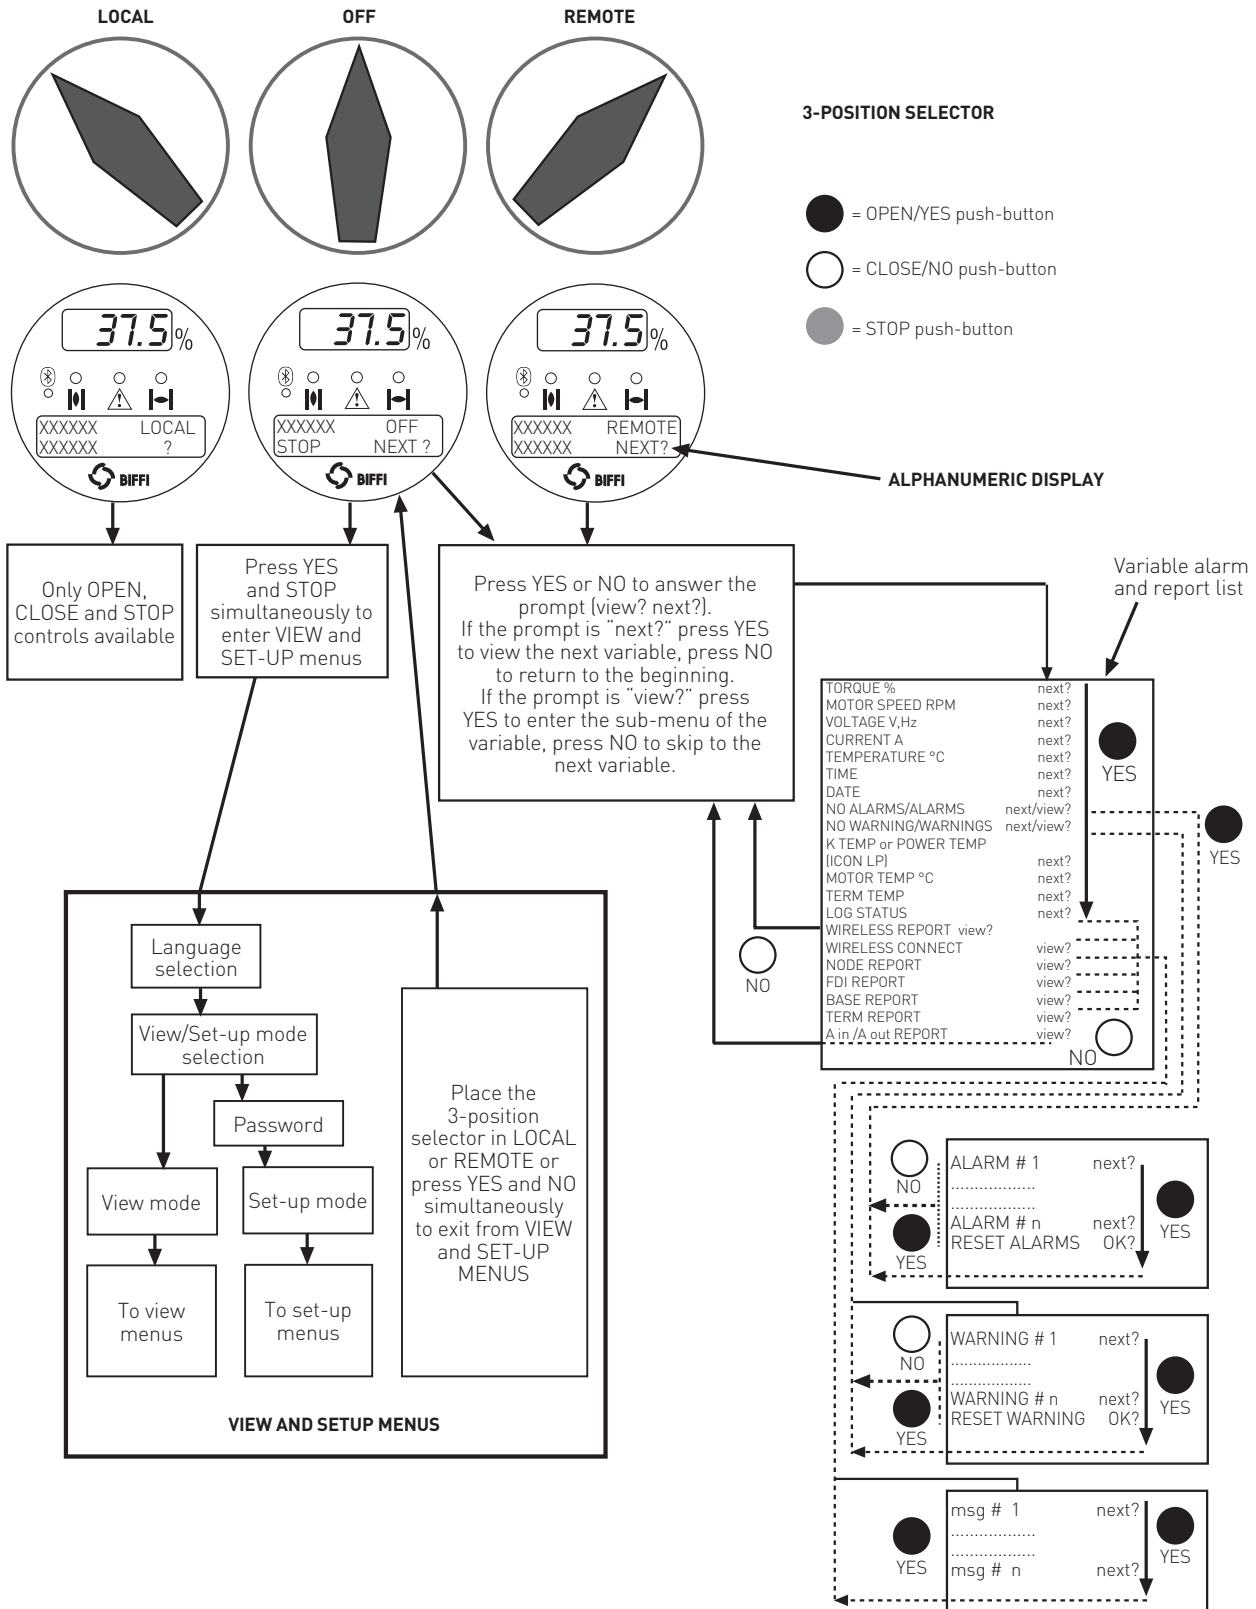 LOCAL
OFF
REMOTE
3-POSITION SELECTOR
= OPEN/YES push-button
= CLOSE/NO push-button
= STOP push-button
37.5%
XXXXXX LOCAL
XXXXXX ?
BIFFI
37.5%
XXXXXX OFF
STOP NEXT ?
BIFFI
37.5%
XXXXXX REMOTE
XXXXXX NEXT?
BIFFI
ALPHANUMERIC DISPLAY
Only OPEN,
CLOSE and STOP
controls available
Press YES
and STOP
simultaneously to
enter VIEW and
SET-UP menus
Press YES or NO to answer the
prompt (view? next?).
If the prompt is “next?” press YES
to view the next variable, press NO
to return to the beginning.
If the prompt is “view?” press
YES to enter the sub-menu of the
variable, press NO to skip to the
next variable.
Variable alarm
and report list
TORQUE % next?
MOTOR SPEED RPM next?
VOLTAGE V,Hz next?
CURRENT A next?
TEMPERATURE °C next?
TIME next?
DATE next?
NO ALARMS/ALARMS next/view?
NO WARNING/WARNINGS next/view?
K TEMP or POWER TEMP
(ICON LP) next?
MOTOR TEMP °C next?
TERM TEMP next?
LOG STATUS next?
WIRELESS REPORT view?
WIRELESS CONNECT view?
NODE REPORT view?
FDI REPORT view?
BASE REPORT view?
TERM REPORT view?
A in /A out REPORT view?
YES
YES
NO
NO
Language
selection
View/Set-up mode
selection
Password
View mode
Set-up mode
To view
menus
To set-up
menus
Place the
3-position
selector in LOCAL
or REMOTE or
press YES and NO
simultaneously
to exit from VIEW
and SET-UP
MENUS
VIEW AND SETUP MENUS
NO
YES
ALARM # 1 next?
..................
..................
ALARM # n next?
RESET ALARMS OK?
YES
NO
YES
WARNING # 1 next?
..................
..................
WARNING # n next?
RESET WARNING OK?
YES
YES
msg # 1 next?
..................
..................
msg # n next?
YES